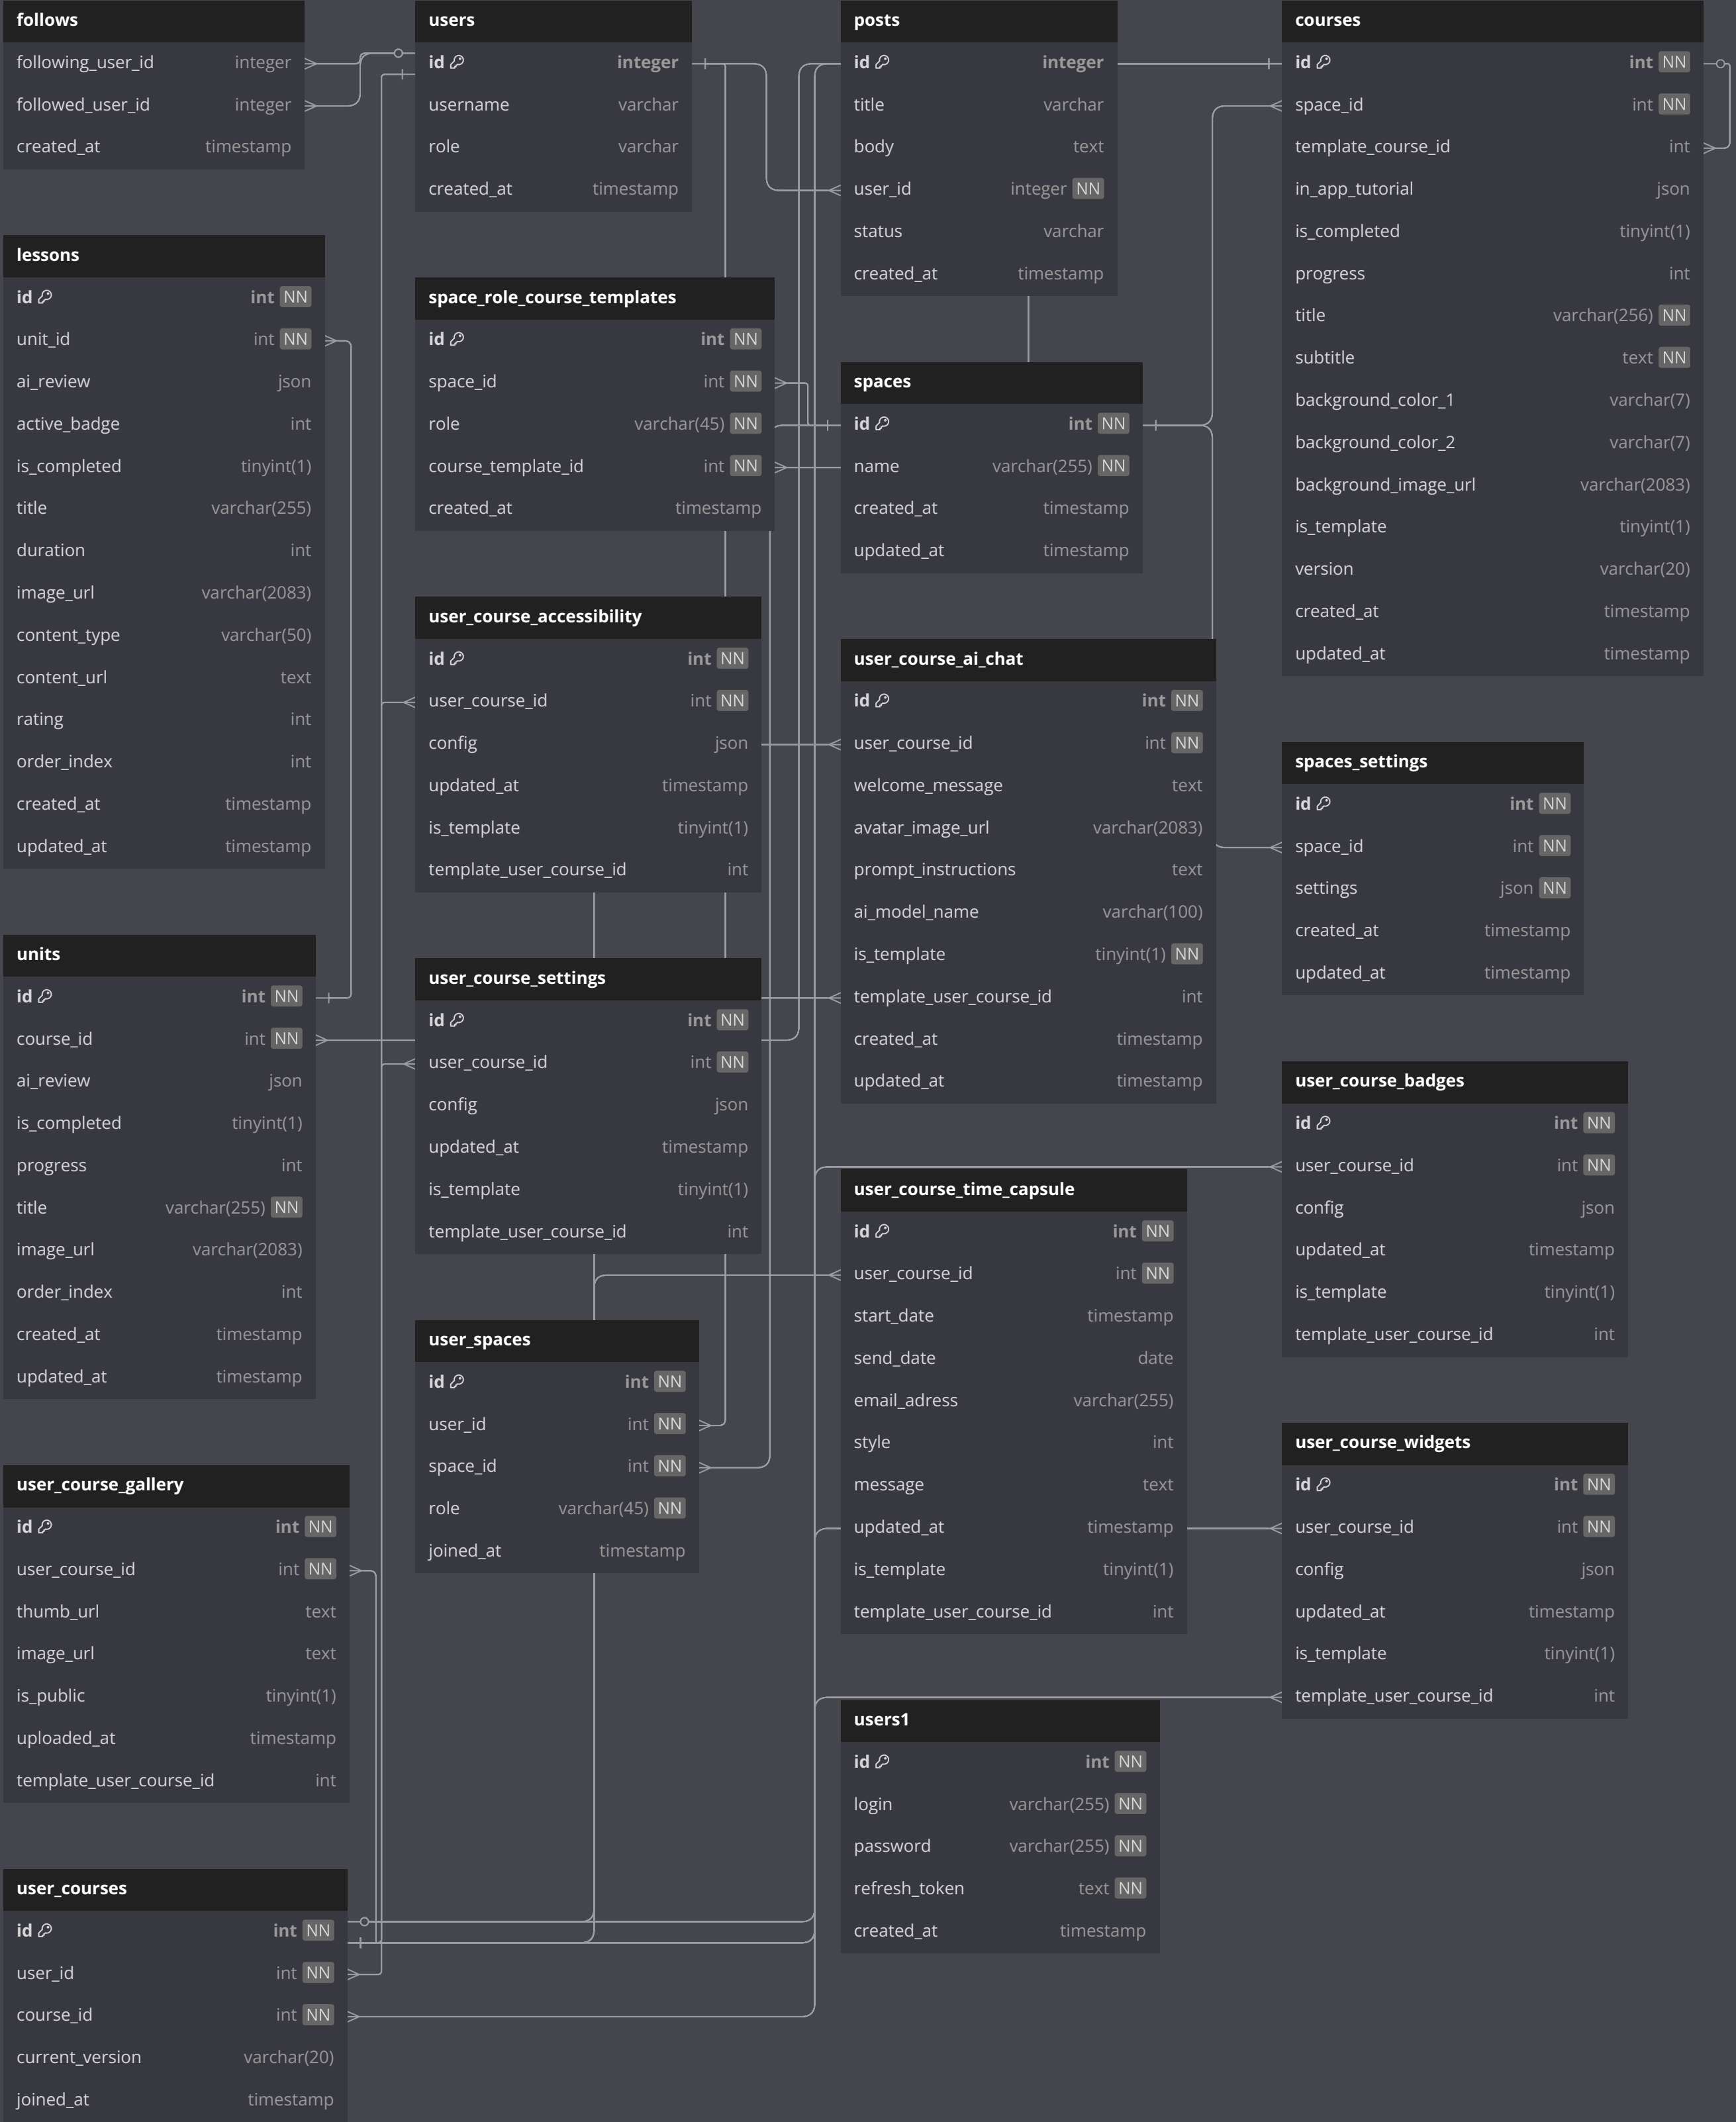 follows
following_user_id integer
followed_user_id integer
created_at timestamp
users
id integer
username varchar
role varchar
created_at timestamp
posts
id integer
title varchar
body text
user_id integer NN
status varchar
created_at timestamp
courses
id int NN
space_id int NN
template_course_id int
in_app_tutorial json
is_completed tinyint(1)
progress int
title varchar(256) NN
subtitle text NN
background_color_1 varchar(7)
background_color_2 varchar(7)
background_image_url varchar(2083)
is_template tinyint(1)
version varchar(20)
created_at timestamp
updated_at timestamp
lessons
id int NN
unit_id int NN
ai_review json
active_badge int
is_completed tinyint(1)
title varchar(255)
duration int
image_url varchar(2083)
content_type varchar(50)
content_url text
rating int
order_index int
created_at timestamp
updated_at timestamp
space_role_course_templates
id int NN
space_id int NN
role varchar(45) NN
course_template_id int NN
created_at timestamp
spaces
id int NN
name varchar(255) NN
created_at timestamp
updated_at timestamp
user_course_accessibility
id int NN
user_course_id int NN
config json
updated_at timestamp
is_template tinyint(1)
template_user_course_id int
user_course_ai_chat
id int NN
user_course_id int NN
welcome_message text
avatar_image_url varchar(2083)
prompt_instructions text
ai_model_name varchar(100)
is_template tinyint(1) NN
template_user_course_id int
created_at timestamp
updated_at timestamp
spaces_settings
id int NN
space_id int NN
settings json NN
created_at timestamp
updated_at timestamp
units
id int NN
course_id int NN
ai_review json
is_completed tinyint(1)
progress int
title varchar(255) NN
image_url varchar(2083)
order_index int
created_at timestamp
updated_at timestamp
user_course_settings
id int NN
user_course_id int NN
config json
updated_at timestamp
is_template tinyint(1)
template_user_course_id int
user_course_badges
id int NN
user_course_id int NN
config json
updated_at timestamp
is_template tinyint(1)
template_user_course_id int
user_course_time_capsule
id int NN
user_course_id int NN
start_date timestamp
send_date date
email_adress varchar(255)
style int
message text
updated_at timestamp
is_template tinyint(1)
template_user_course_id int
user_spaces
id int NN
user_id int NN
space_id int NN
role varchar(45) NN
joined_at timestamp
user_course_widgets
id int NN
user_course_id int NN
config json
updated_at timestamp
is_template tinyint(1)
template_user_course_id int
user_course_gallery
id int NN
user_course_id int NN
thumb_url text
image_url text
is_public tinyint(1)
uploaded_at timestamp
template_user_course_id int
users1
id int NN
login varchar(255) NN
password varchar(255) NN
refresh_token text NN
created_at timestamp
user_courses
id int NN
user_id int NN
course_id int NN
current_version varchar(20)
joined_at timestamp